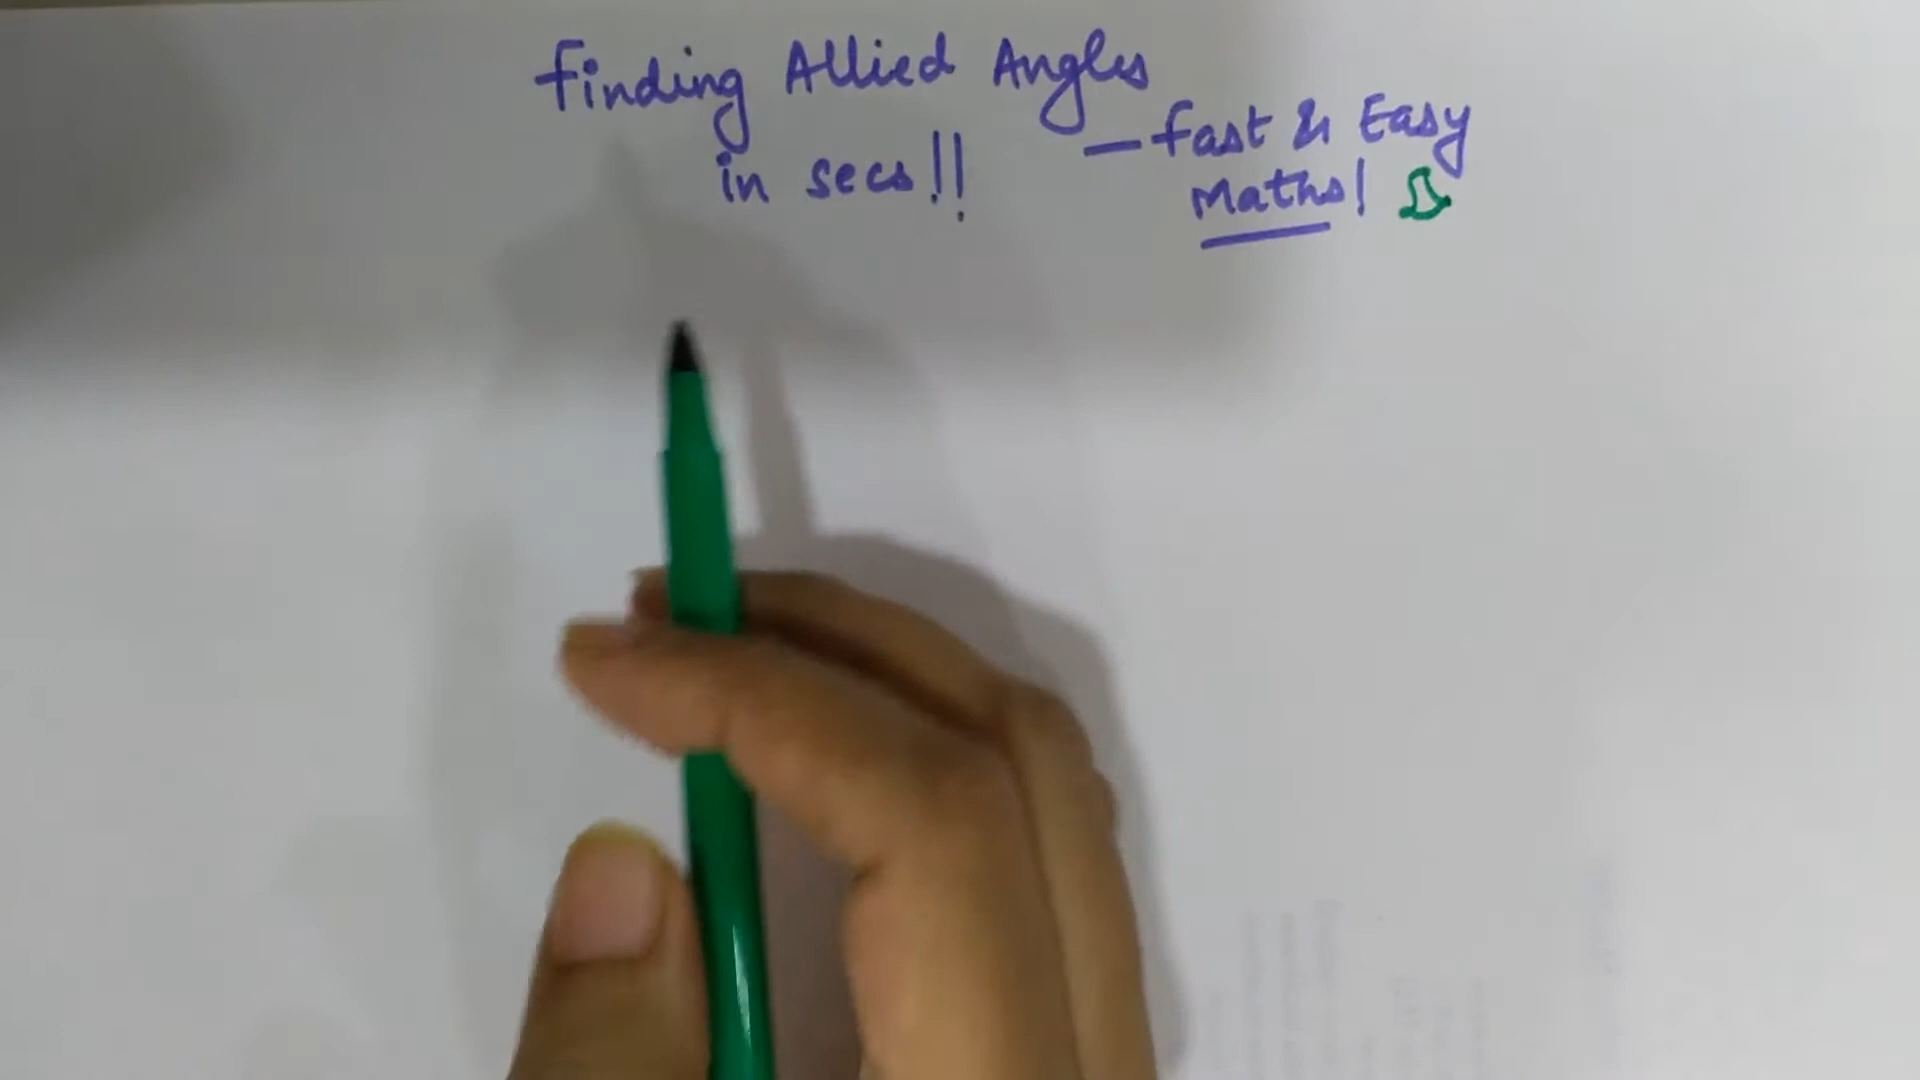 Finding Allied Angles
in secs!!
- Fast & Easy
Maths!